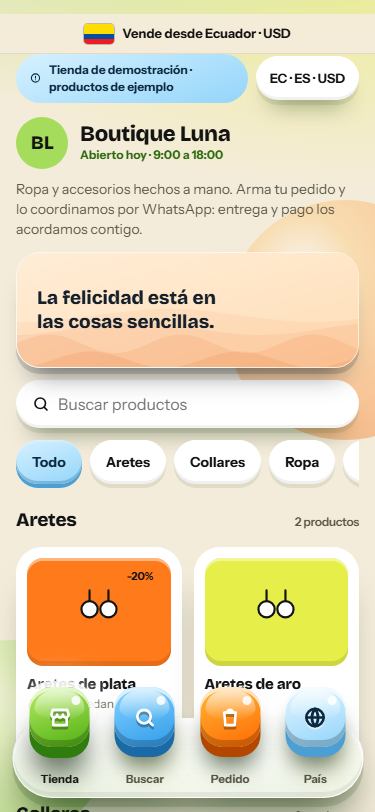 Vende desde Ecuador · USD
Tienda de demostración ·
productos de ejemplo
EC · ES · USD
BL
Boutique Luna
Abierto hoy · 9:00 a 18:00
Ropa y accesorios hechos a mano. Arma tu pedido y
lo coordinamos por WhatsApp: entrega y pago los
acordamos contigo.
La felicidad está en
las cosas sencillas.
Buscar productos
Todo
Aretes
Collares
Ropa
Aretes
2 productos
-20%
Aretes de plata
Aretes de aro
dan
Tienda
Buscar
Pedido
País
Collares